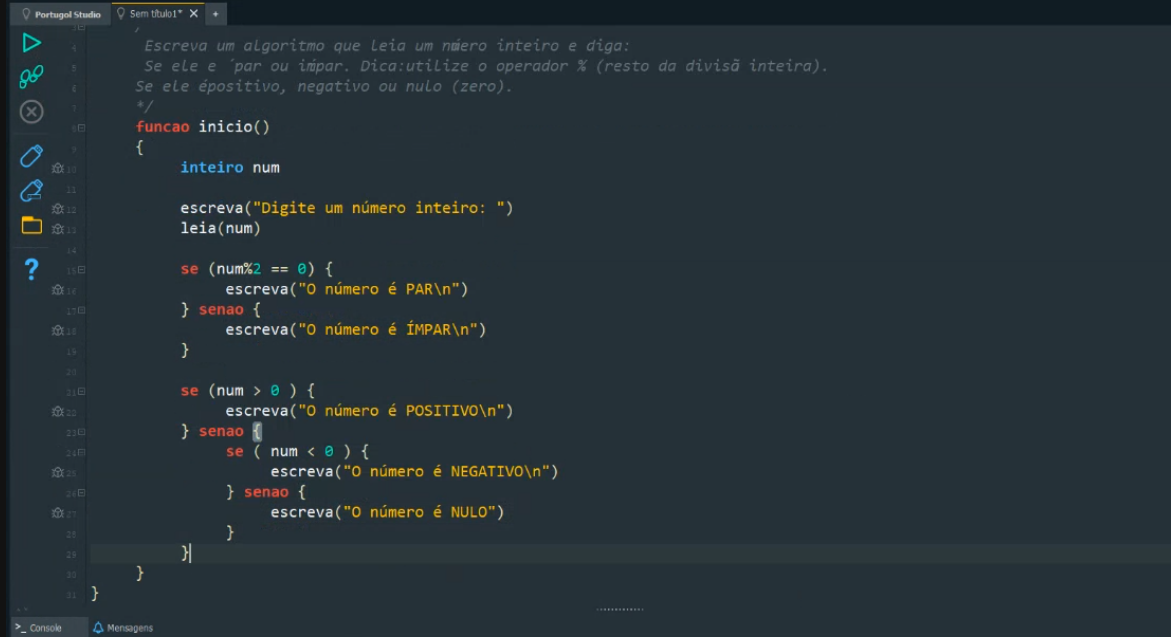 Portugol Studio
Sem título1*
+
Escreva um algoritmo que leia um número inteiro e diga:
Se ele e ´par ou impar. Dica:utilize o operador % (resto da divisã inteira).
Se ele épositivo, negativo ou nulo (zero).
*/
funcao inicio()
{
inteiro num
escreva("Digite um número inteiro: ")
leia(num)
se (num%2 == 0) {
escreva("O número é PAR\n")
} senao {
escreva("O número é ÍMPAR\n")
}
se (num > 0 ) {
escreva("O número é POSITIVO\n")
} senao {
se ( num < 0 ) {
escreva("O número é NEGATIVO\n")
} senao {
escreva("O número é NULO")
}
}
}
}
>_ Console
Mensagens